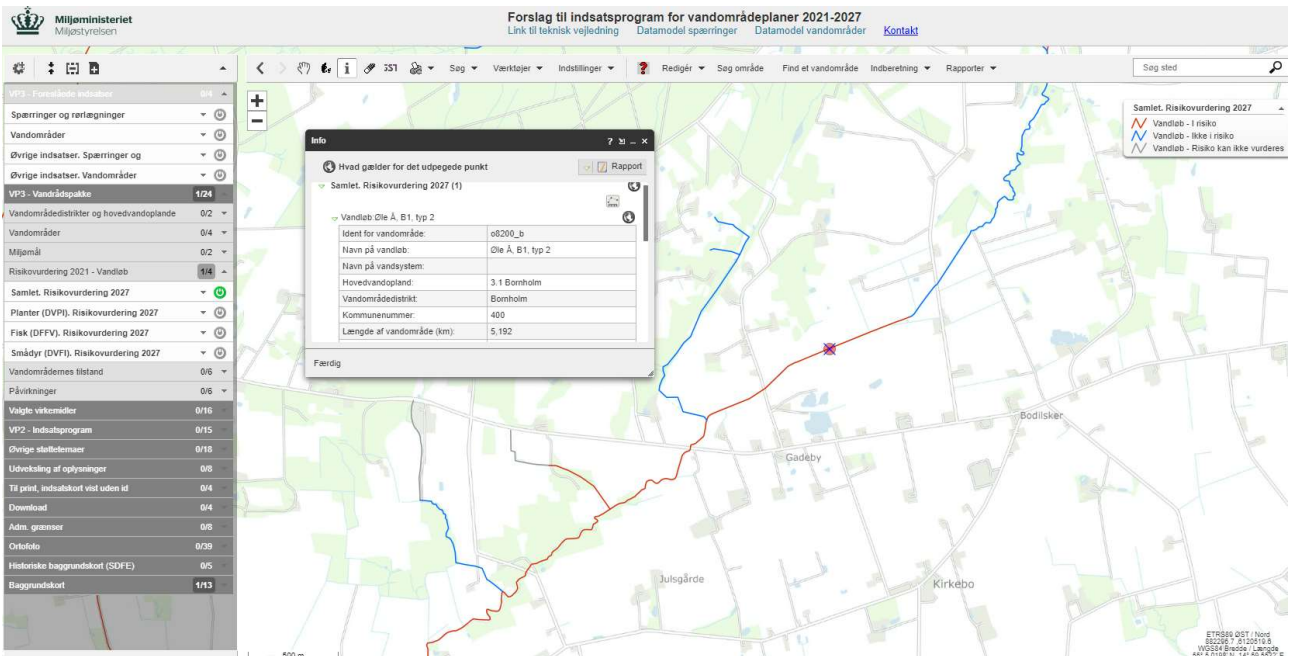 Miljøministeriet
Miljøstyrelsen
Forslag til indsatsprogram for vandområdeplaner 2021-2027
Link til teknisk vejledning Datamodel spærringer Datamodel vandområder Kontakt
Søg Værktøjer Indstillinger Redigér Søg område Find et vandområde Indberetning Rapporter
Søg sted
VP3 - Foreslåede indsatser 0/4
Spærringer og rørlægninger
Vandområder
Øvrige indsatser. Spærringer og
Øvrige indsatser. Vandområder
VP3 - Vandrådspakke 1/24
Vandområdedistrikter og hovedvandoplande 0/2
Vandområder 0/4
Miljømål 0/2
Risikovurdering 2021 - Vandløb 1/4
Samlet. Risikovurdering 2027
Planter (DVPI). Risikovurdering 2027
Fisk (DFFV). Risikovurdering 2027
Smådyr (DVFI). Risikovurdering 2027
Vandområdernes tilstand 0/6
Påvirkninger 0/6
Valgte virkemidler 0/16
VP2 - Indsatsprogram 0/15
Øvrige støttetemaer 0/18
Udveksling af oplysninger 0/8
Til print, indsatskort vist uden id 0/4
Download 0/4
Adm. grænser 0/8
Ortofoto 0/39
Historiske baggrundskort (SDFE) 0/5
Baggrundskort 1/13
Info
Hvad gælder for det udpegede punkt Rapport
Samlet. Risikovurdering 2027 (1)
Vandløb:Øle Å, B1, typ 2
Ident for vandområde: o8200_b
Navn på vandløb: Øle Å, B1, typ 2
Navn på vandsystem:
Hovedvandopland: 3.1 Bornholm
Vandområdedistrikt: Bornholm
Kommunenummer: 400
Længde af vandområde (km): 5,192
Færdig
Samlet. Risikovurdering 2027
Vandløb - I risiko
Vandløb - Ikke i risiko
Vandløb - Risiko kan ikke vurderes
Bodilsker
Gadeby
Julsgårde
Kirkebo
500 m
ETRS89 ØST / Nord
WGS84 Bredde / Længde